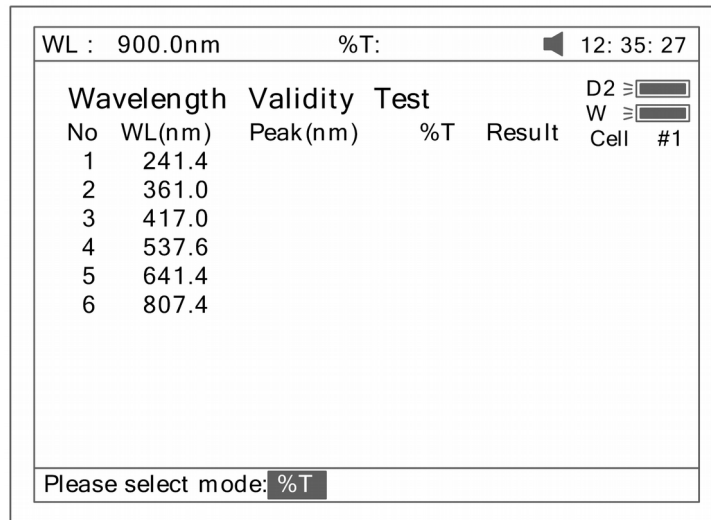 WL : 900.0nm %T: 12: 35: 27
Wavelength Validity Test
D2
W
No WL(nm) Peak(nm) %T Result
Cell #1
1 241.4
2 361.0
3 417.0
4 537.6
5 641.4
6 807.4
Please select mode: %T